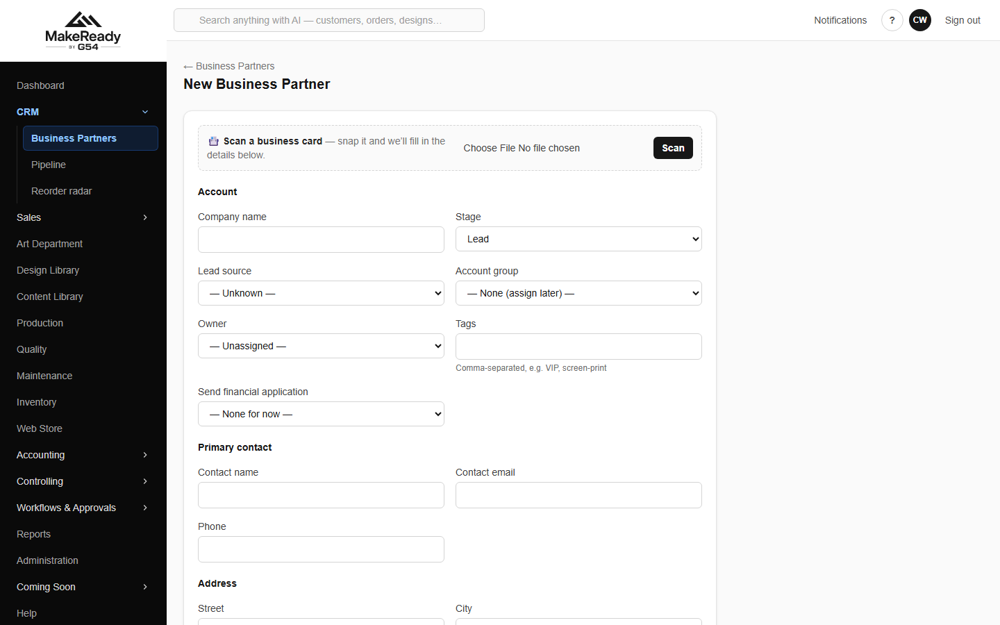 MakeReady
BY G54
Search anything with AI — customers, orders, designs…
Notifications
?
CW
Sign out
Dashboard
CRM
Business Partners
Pipeline
Reorder radar
Sales
Art Department
Design Library
Content Library
Production
Quality
Maintenance
Inventory
Web Store
Accounting
Controlling
Workflows & Approvals
Reports
Administration
Coming Soon
Help
← Business Partners
New Business Partner
Scan a business card — snap it and we’ll fill in the
details below.
Choose File No file chosen
Scan
Account
Company name
Stage
Lead
Lead source
Account group
— Unknown —
— None (assign later) —
Owner
Tags
— Unassigned —
Comma-separated, e.g. VIP, screen-print
Send financial application
— None for now —
Primary contact
Contact name
Contact email
Phone
Address
Street
City